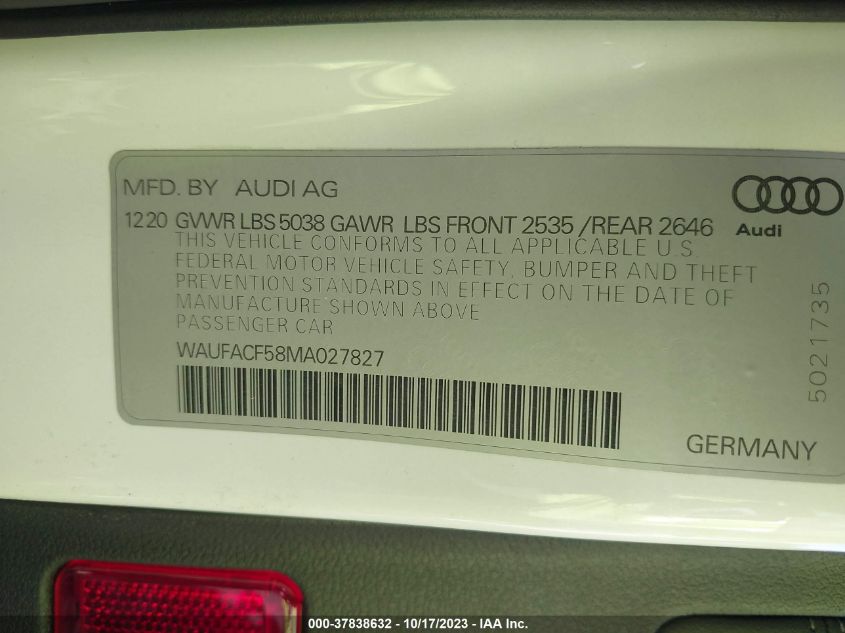 MFD. BY AUDI AG
1220 GVWR LBS 5038 GAWR LBS FRONT 2535 /REAR 2646
Audi
THIS VEHICLE CONFORMS TO ALL APPLICABLE U.S.
FEDERAL MOTOR VEHICLE SAFETY, BUMPER AND THEFT
PREVENTION STANDARDS IN EFFECT ON THE DATE OF
MANUFACTURE SHOWN ABOVE
PASSENGER CAR
WAUFACF58MA027827
5021735
GERMANY
000-37838632 - 10/17/2023 - IAA Inc.